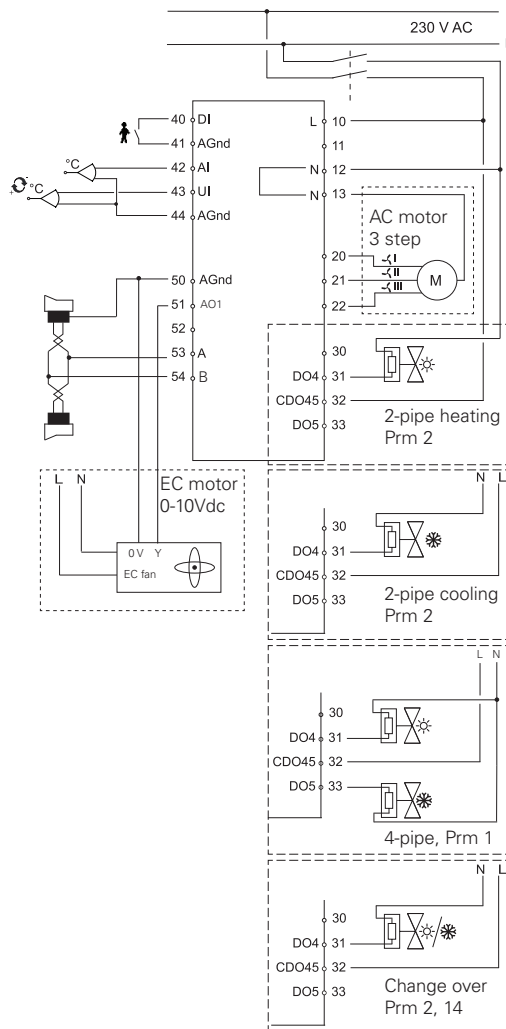 230 V AC
40 DI
41 AGnd
42 AI
43 UI
44 AGnd
°C
°C
50 AGnd
51 AO1
52
53 A
54 B
L 10
11
N 12
N 13
AC motor
3 step
I
II
III
M
20
21
22
30
DO4 31
CDO45 32
DO5 33
2-pipe heating
Prm 2
L N
EC motor
0-10Vdc
0V Y
EC fan
N L
30
DO4 31
CDO45 32
DO5 33
2-pipe cooling
Prm 2
L N
30
DO4 31
CDO45 32
DO5 33
4-pipe, Prm 1
N L
30
DO4 31
CDO45 32
DO5 33
Change over
Prm 2, 14